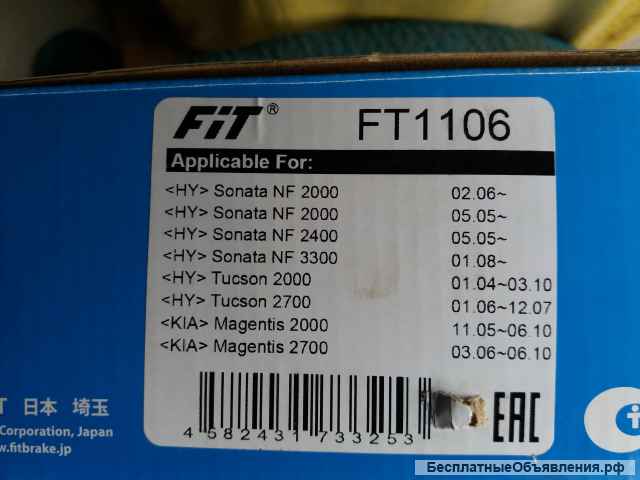 FiT® FT1106
Applicable For:
<HY> Sonata NF 2000 02.06~
<HY> Sonata NF 2000 05.05~
<HY> Sonata NF 2400 05.05~
<HY> Sonata NF 3300 01.08~
<HY> Tucson 2000 01.04~03.10
<HY> Tucson 2700 01.06~12.07
<KIA> Magentis 2000 11.05~06.10
<KIA> Magentis 2700 03.06~06.10
4 582431 733253
EAC
T 日本 埼玉
Corporation, Japan
w.fitbrake.jp
БесплатныеОбъявления.рф